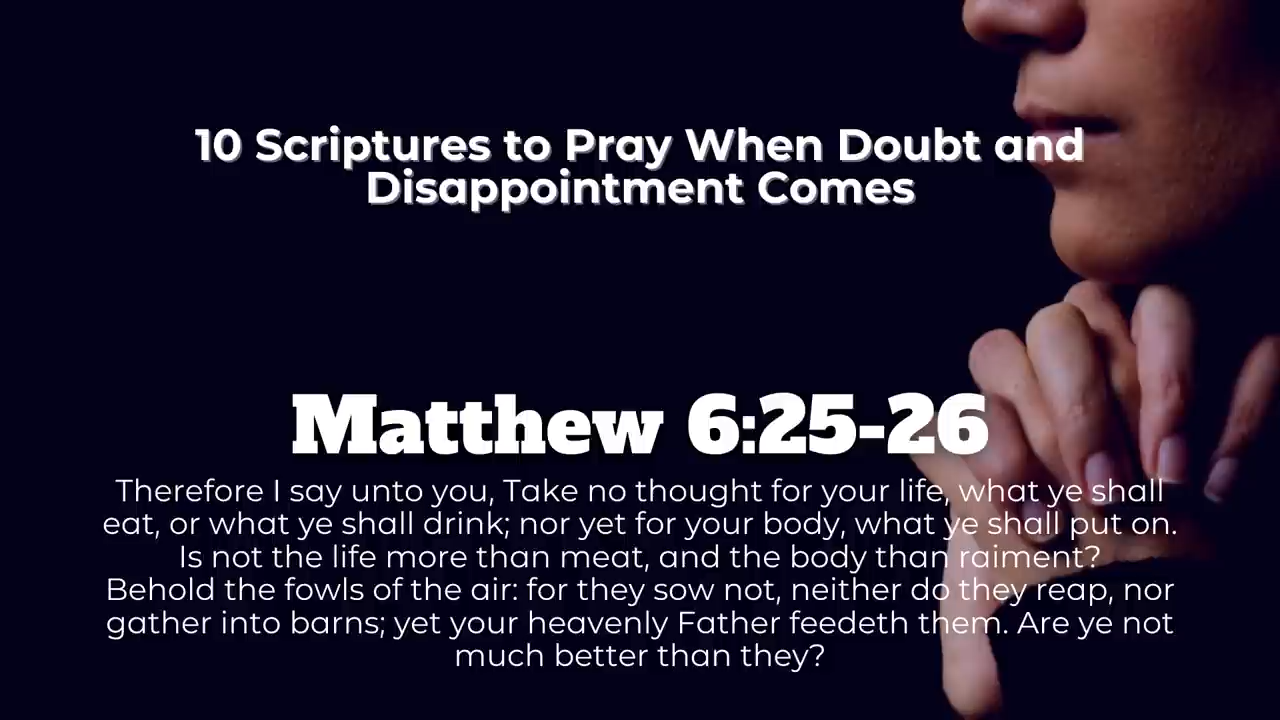 10 Scriptures to Pray When Doubt and
Disappointment Comes
Matthew 6:25-26
Therefore I say unto you, Take no thought for your life, what ye shall
eat, or what ye shall drink; nor yet for your body, what ye shall put on.
Is not the life more than meat, and the body than raiment?
Behold the fowls of the air: for they sow not, neither do they reap, nor
gather into barns; yet your heavenly Father feedeth them. Are ye not
much better than they?